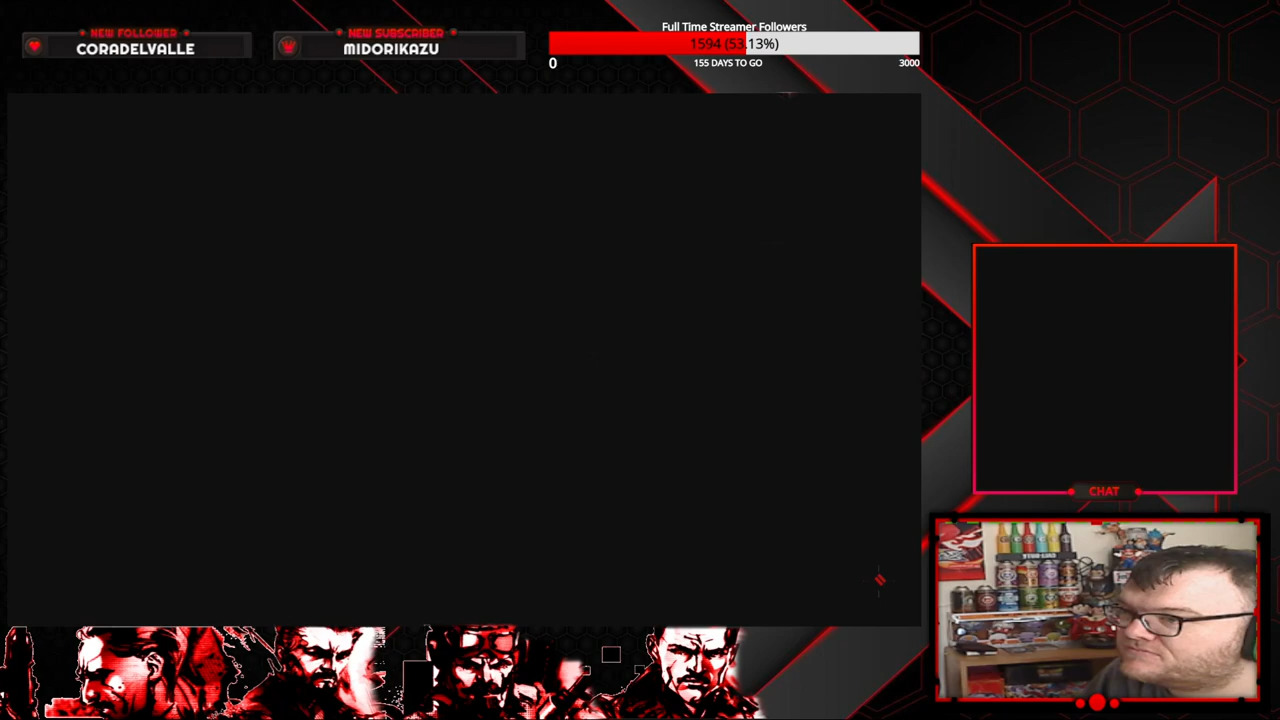 NEW FOLLOWER
CORADELVALLE
NEW SUBSCRIBER
MIDORIKAZU
Full Time Streamer Followers
1594 (53.13%)
0
155 DAYS TO GO
3000
CHAT